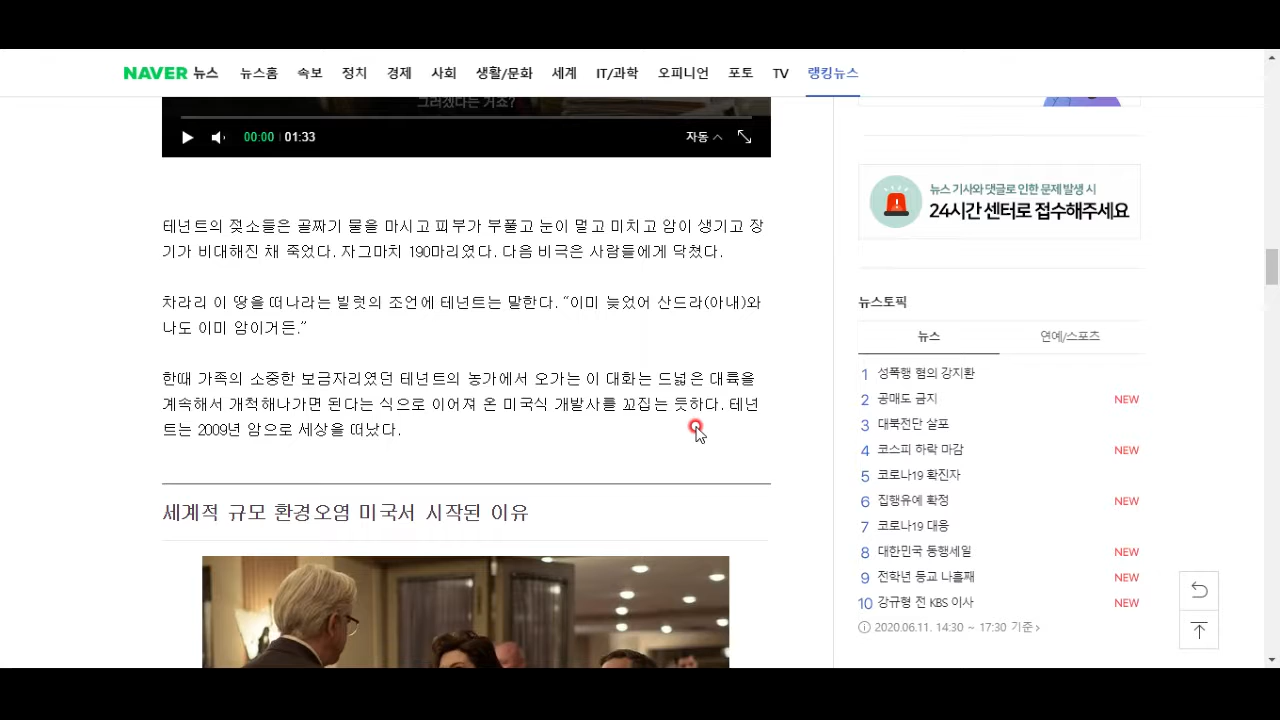 NAVER 뉴스 뉴스홈 속보 정치 경제 사회 생활/문화 세계 IT/과학 오피니언 포토 TV 랭킹뉴스
그러겠다는 거죠?
00:00 01:33 자동
테넌트의 젖소들은 골짜기 물을 마시고 피부가 부풀고 눈이 멀고 미치고 암이 생기고 장
기가 비대해진 채 죽었다. 자그마치 190마리였다. 다음 비극은 사람들에게 닥쳤다.
차라리 이 땅을 떠나라는 빌럿의 조언에 테넌트는 말한다. “이미 늦었어 산드라(아내)와
나도 이미 암이거든.”
한때 가족의 소중한 보금자리였던 테넌트의 농가에서 오가는 이 대화는 드넓은 대륙을
계속해서 개척해나가면 된다는 식으로 이어져 온 미국식 개발사를 꼬집는 듯하다. 테넌
트는 2009년 암으로 세상을 떠났다.
세계적 규모 환경오염 미국서 시작된 이유
뉴스 기사와 댓글로 인한 문제 발생 시
24시간 센터로 접수해주세요
뉴스토픽
뉴스 연예/스포츠
1 성폭행 혐의 강지환
2 공매도 금지 NEW
3 대북전단 살포
4 코스피 하락 마감 NEW
5 코로나19 확진자
6 집행유예 확정 NEW
7 코로나19 대응
8 대한민국 동행세일 NEW
9 전학년 등교 나흘째 NEW
10 강규형 전 KBS 이사 NEW
2020.06.11. 14:30 ~ 17:30 기준